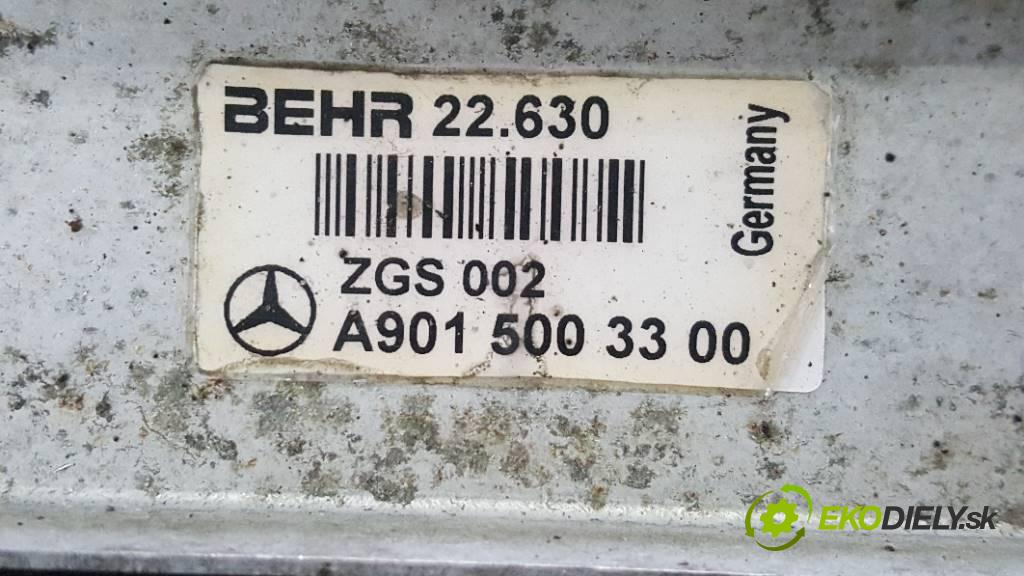 BEHR 22.630
Germany
ZGS 002
A901 500 33 00
EKODIELY.sk